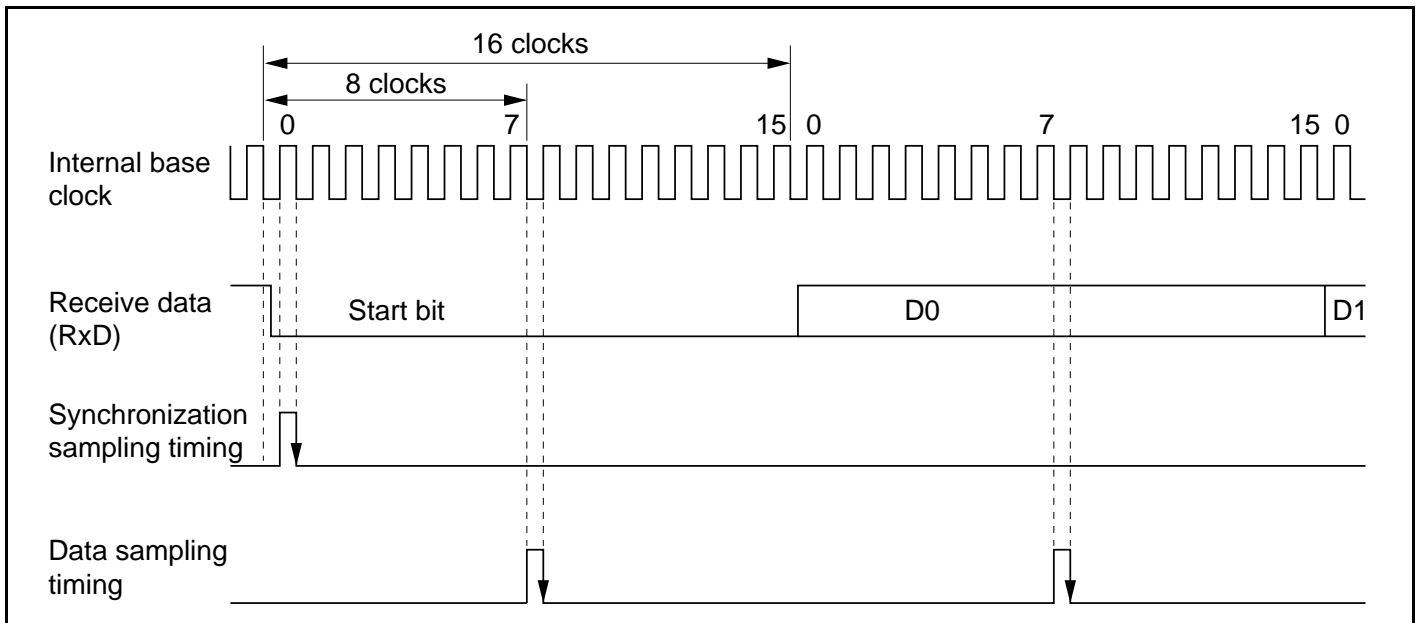 16 clocks
8 clocks
0 7 15 0 7 15 0
Internal base
clock
Receive data
(RxD)
Start bit D0 D1
Synchronization
sampling timing
Data sampling
timing